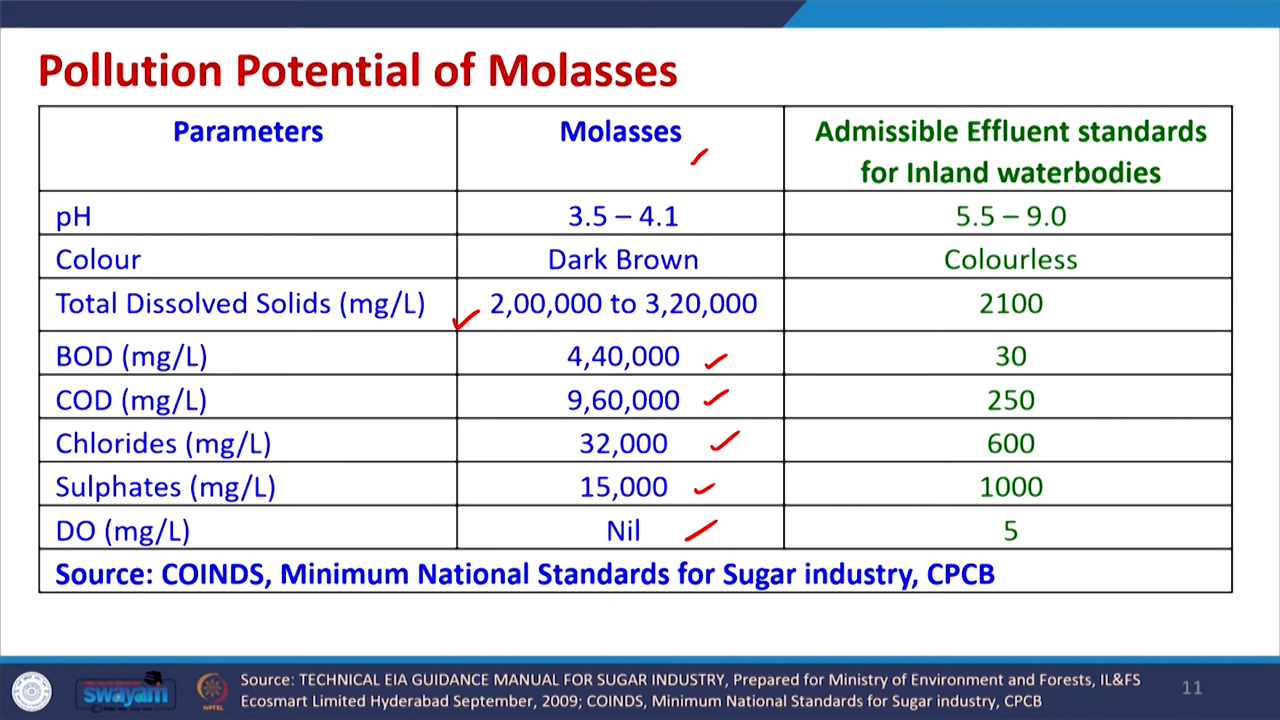 Pollution Potential of Molasses
Parameters
Molasses
Admissible Effluent standards
for Inland waterbodies
pH
3.5 – 4.1
5.5 – 9.0
Colour
Dark Brown
Colourless
Total Dissolved Solids (mg/L)
2,00,000 to 3,20,000
2100
BOD (mg/L)
4,40,000
30
COD (mg/L)
9,60,000
250
Chlorides (mg/L)
32,000
600
Sulphates (mg/L)
15,000
1000
DO (mg/L)
Nil
5
Source: COINDS, Minimum National Standards for Sugar industry, CPCB
swayam
NPTEL
Source: TECHNICAL EIA GUIDANCE MANUAL FOR SUGAR INDUSTRY, Prepared for Ministry of Environment and Forests, IL&FS
Ecosmart Limited Hyderabad September, 2009; COINDS, Minimum National Standards for Sugar industry, CPCB
11